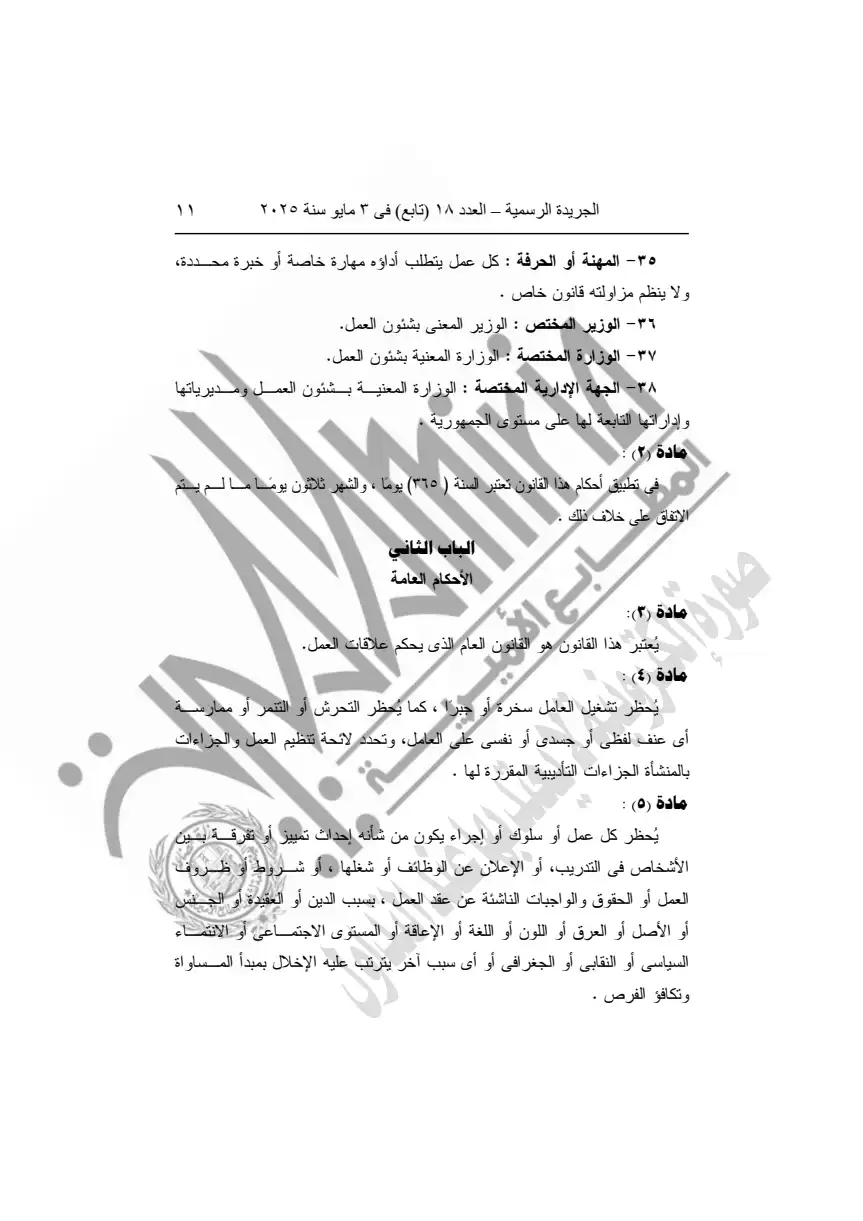 الجريدة الرسمية – العدد ١٨ (تابع) فى ٣ مايو سنة ٢٠٢٥ ١١
٣٥- المهنة أو الحرفة : كل عمل يتطلب أداؤه مهارة خاصة أو خبرة محددة،
ولا ينظم مزاولته قانون خاص .
٣٦- الوزير المختص : الوزير المعنى بشئون العمل.
٣٧- الوزارة المختصة : الوزارة المعنية بشئون العمل.
٣٨- الجهة الإدارية المختصة : الوزارة المعنية بشئون العمل ومديرياتها
وإداراتها التابعة لها على مستوى الجمهورية .
مادة (٢) :
فى تطبيق أحكام هذا القانون تعتبر السنة ( ٣٦٥) يومًا ، والشهر ثلاثون يومًا ما لم يتم
الاتفاق على خلاف ذلك .
الباب الثاني
الأحكام العامة
مادة (٣):
يُعتبر هذا القانون هو القانون العام الذى يحكم علاقات العمل.
مادة (٤) :
يُحظر تشغيل العامل سخرة أو جبرًا ، كما يُحظر التحرش أو التنمر أو ممارسة
أى عنف لفظى أو جسدى أو نفسى على العامل، وتحدد لائحة تنظيم العمل والجزاءات
بالمنشأة الجزاءات التأديبية المقررة لها .
مادة (٥) :
يُحظر كل عمل أو سلوك أو إجراء يكون من شأنه إحداث تمييز أو تفرقة بين
الأشخاص فى التدريب، أو الإعلان عن الوظائف أو شغلها ، أو شروط أو ظروف
العمل أو الحقوق والواجبات الناشئة عن عقد العمل ، بسبب الدين أو العقيدة أو الجنس
أو الأصل أو العرق أو اللون أو اللغة أو الإعاقة أو المستوى الاجتماعى أو الانتماء
السياسى أو النقابى أو الجغرافى أو أى سبب آخر يترتب عليه الإخلال بمبدأ المساواة
وتكافؤ الفرص .
المطابع الأميرية
صورة إلكترونية لا يعتد بها عند التداول